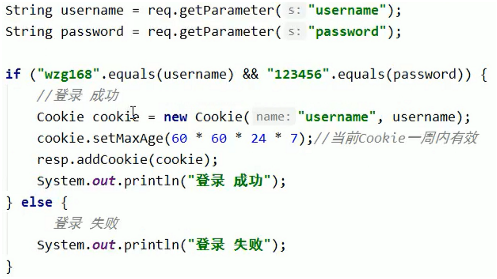 String username = req.getParameter( s: "username");
String password = req.getParameter( s: "password");
if ("wzg168".equals(username) && "123456".equals(password)) {
//登录 成功
Cookie cookie = new Cookie( name: "username", username);
cookie.setMaxAge(60 * 60 * 24 * 7);//当前Cookie一周内有效
resp.addCookie(cookie);
System.out.println("登录 成功");
} else {
登录 失败
System.out.println("登录 失败");
}